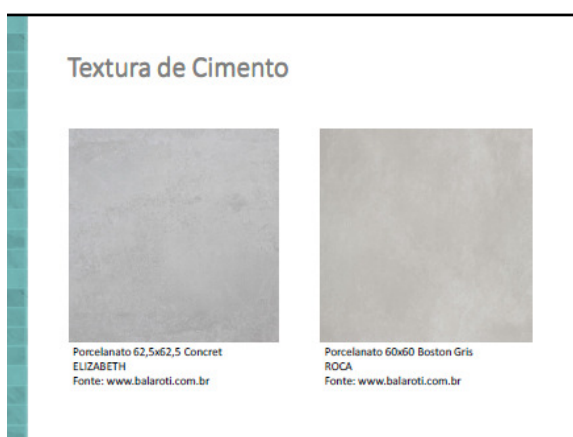 Textura de Cimento
Porcelanato 62,5x62,5 Concret
ELIZABETH
Fonte: www.balaroti.com.br
Porcelanato 60x60 Boston Gris
ROCA
Fonte: www.balaroti.com.br